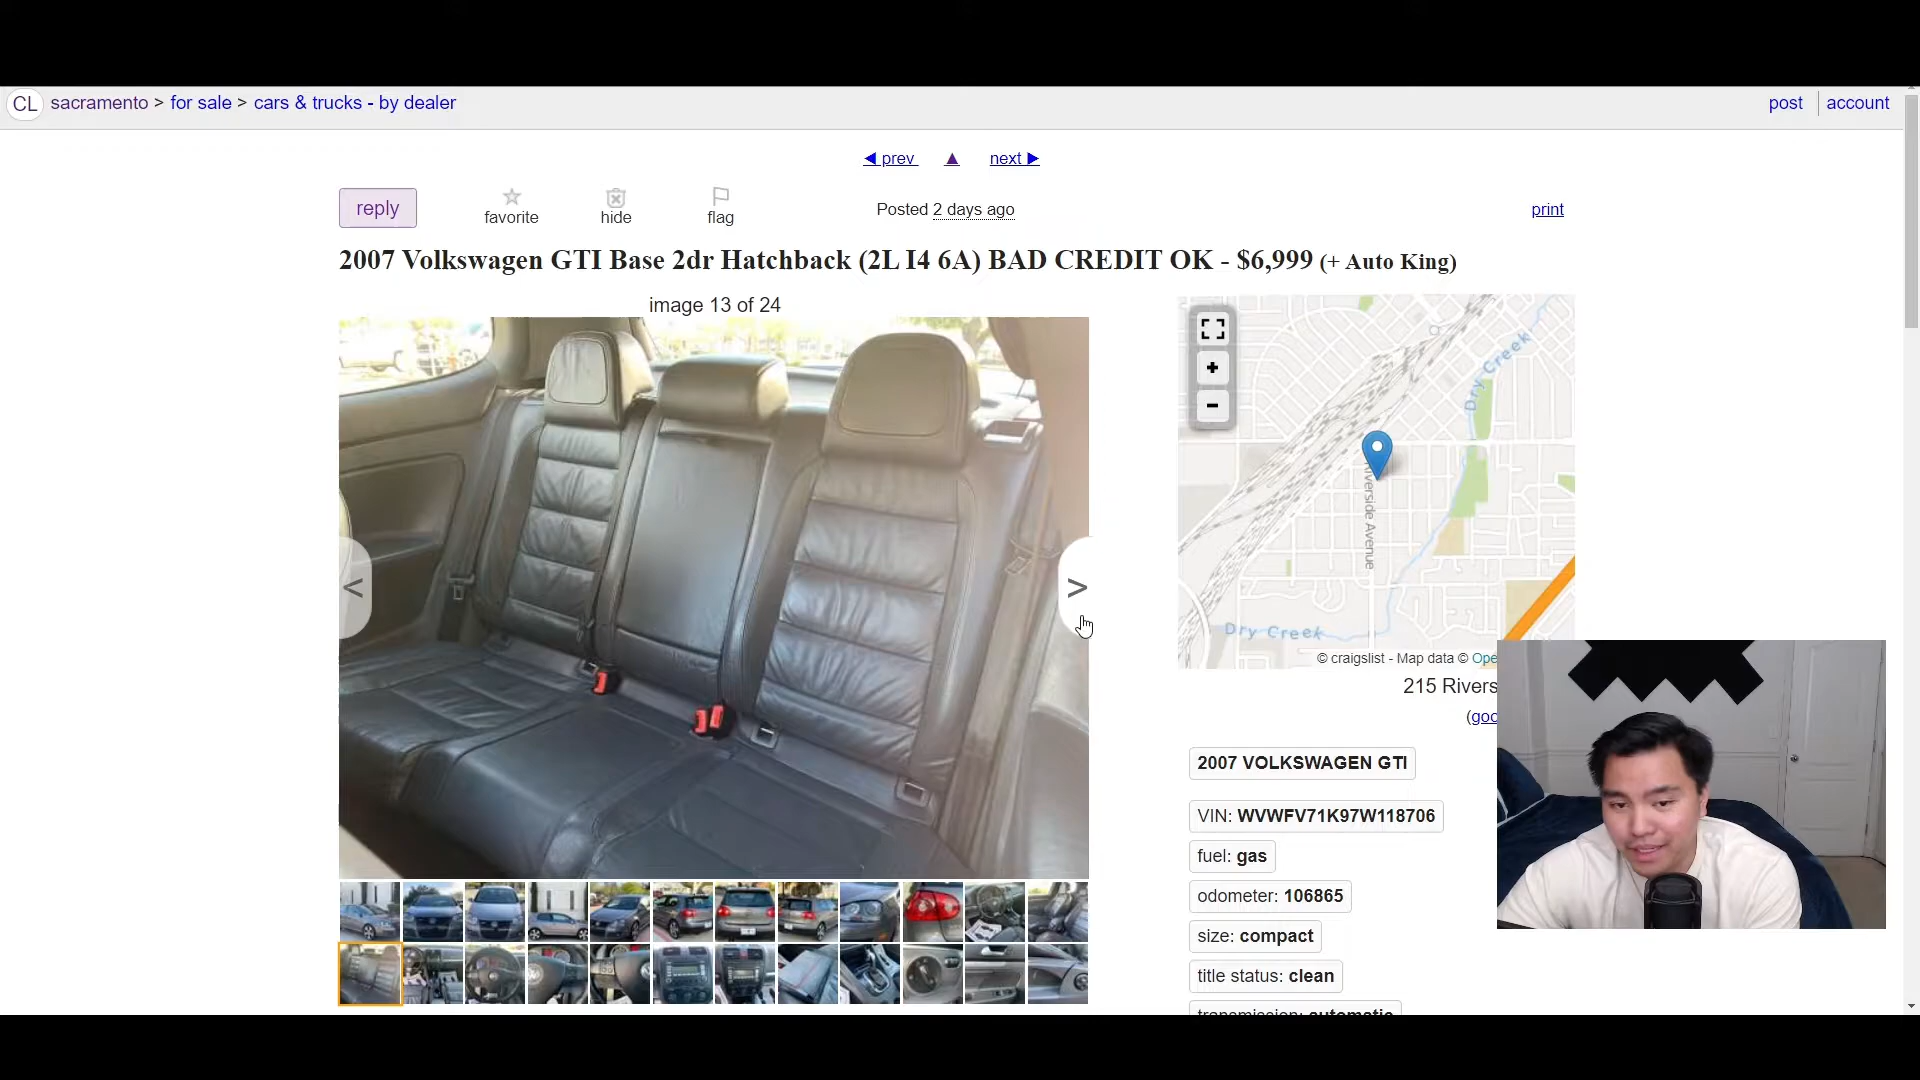 CL sacramento > for sale > cars & trucks - by dealer
post account
◀ prev ▲ next ▶
reply
favorite
hide
flag
Posted 2 days ago
print
2007 Volkswagen GTI Base 2dr Hatchback (2L I4 6A) BAD CREDIT OK - $6,999 (+ Auto King)
image 13 of 24
<
>
+
-
Dry Creek
Riverside Avenue
Dry Creek
© craigslist - Map data © Ope
215 Rivers
(goo
2007 VOLKSWAGEN GTI
VIN: WVWFV71K97W118706
fuel: gas
odometer: 106865
size: compact
title status: clean
transmission: automatic